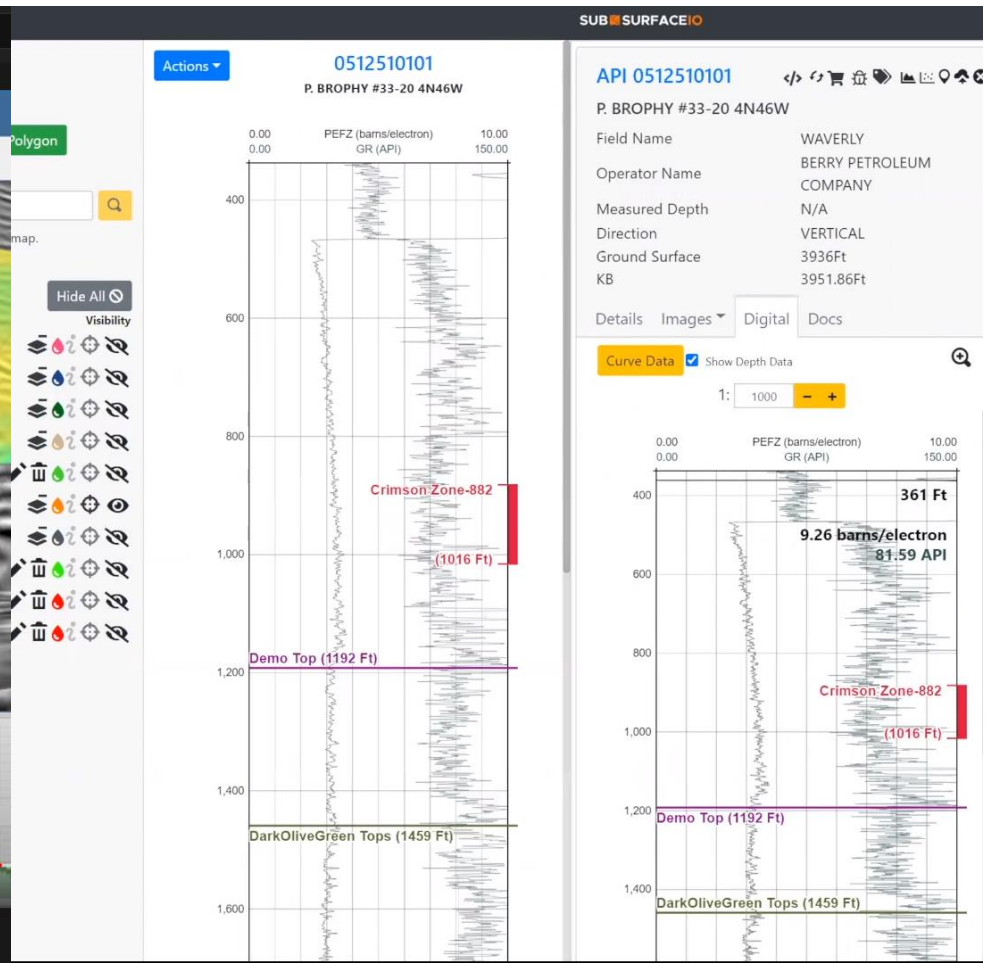 SUBSURFACEIO
Polygon
map.
Hide All
Visibility
Actions
0512510101
P. BROPHY #33-20 4N46W
0.00 PEFZ (barns/electron) 10.00
0.00 GR (API) 150.00
400
600
800
Crimson Zone-882
1,000
(1016 Ft)
Demo Top (1192 Ft)
1,200
1,400
DarkOliveGreen Tops (1459 Ft)
1,600
API 0512510101
P. BROPHY #33-20 4N46W
Field Name WAVERLY
Operator Name BERRY PETROLEUM COMPANY
Measured Depth N/A
Direction VERTICAL
Ground Surface 3936Ft
KB 3951.86Ft
Details Images Digital Docs
Curve Data Show Depth Data
1: 1000 - +
0.00 PEFZ (barns/electron) 10.00
0.00 GR (API) 150.00
400 361 Ft
9.26 barns/electron
81.59 API
600
800
Crimson Zone-882
1,000 (1016 Ft)
1,200
Demo Top (1192 Ft)
1,400
DarkOliveGreen Tops (1459 Ft)